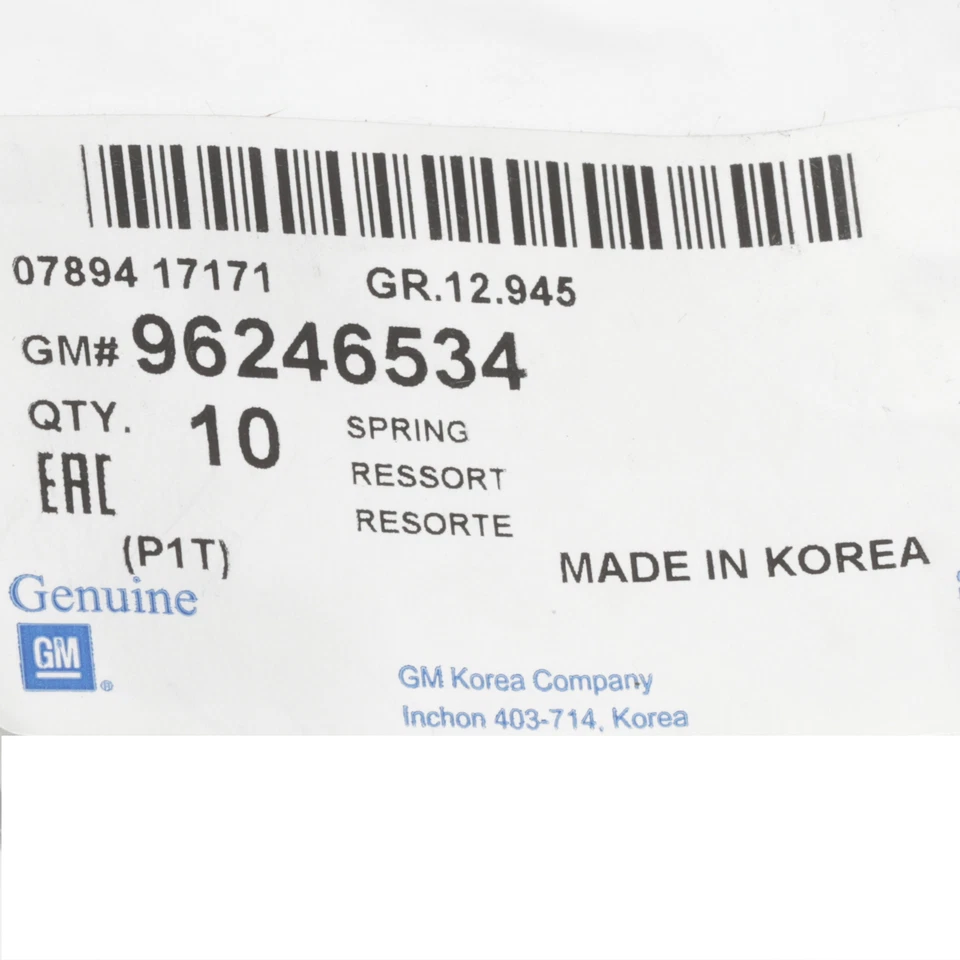 07894 17171 GR.12.945
GM# 96246534
QTY. 10 SPRING
EAC RESSORT
RESORTE
(P1T) MADE IN KOREA
Genuine
GM ®
GM Korea Company
Inchon 403-714, Korea